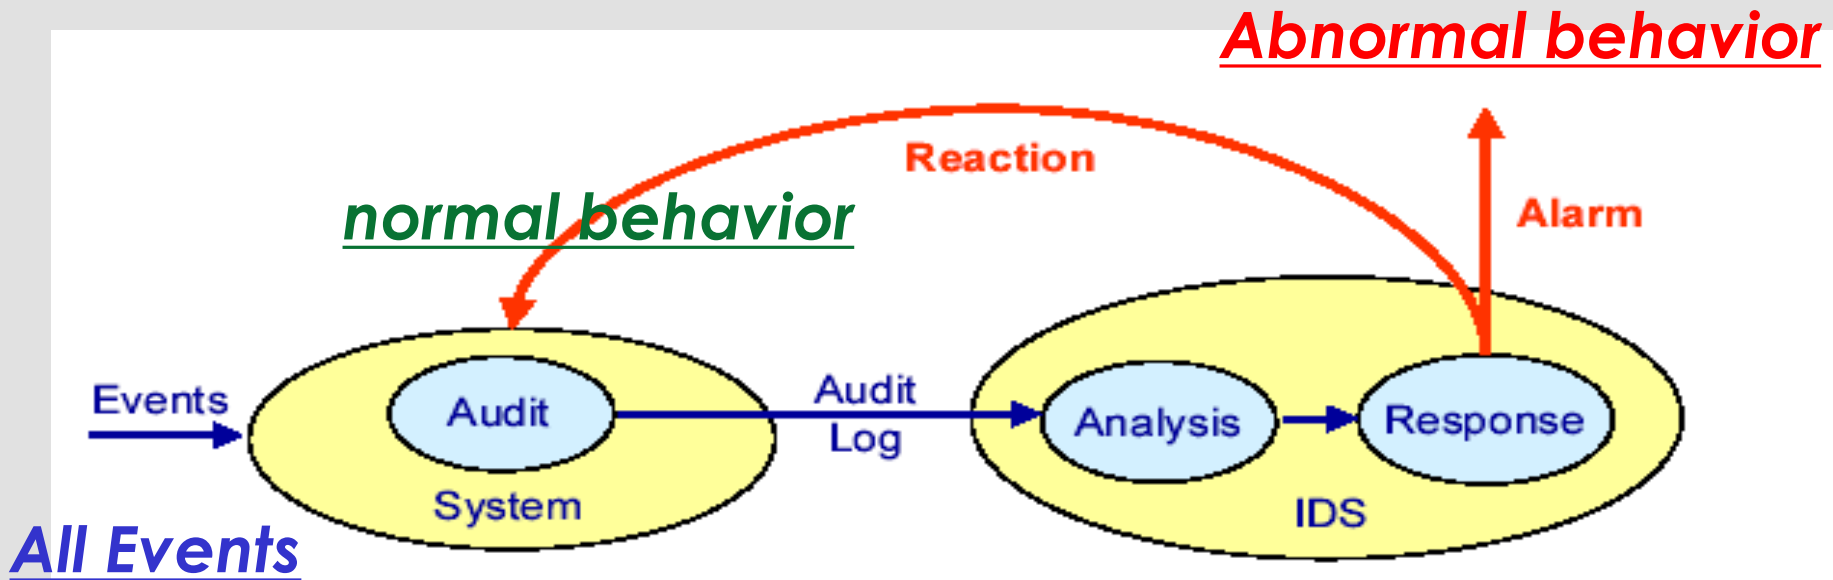 Abnormal behavior
Reaction
normal behavior
Alarm
Events
Audit
Audit
Log
Analysis
Response
System
IDS
All Events